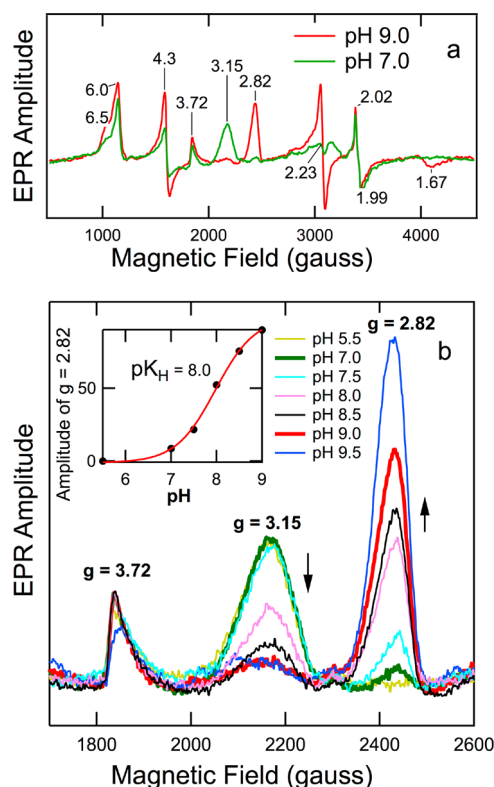 a
pH 9.0
pH 7.0
6.0
6.5
4.3
3.72
3.15
2.82
2.23
2.02
1.99
1.67
EPR Amplitude
1000 2000 3000 4000
Magnetic Field (gauss)
b
g = 2.82
pH 5.5
pH 7.0
pH 7.5
pH 8.0
pH 8.5
pH 9.0
pH 9.5
Amplitude of g = 2.82
50
0
pKH = 8.0
6 7 8 9
pH
g = 3.15
g = 3.72
EPR Amplitude
1800 2000 2200 2400 2600
Magnetic Field (gauss)